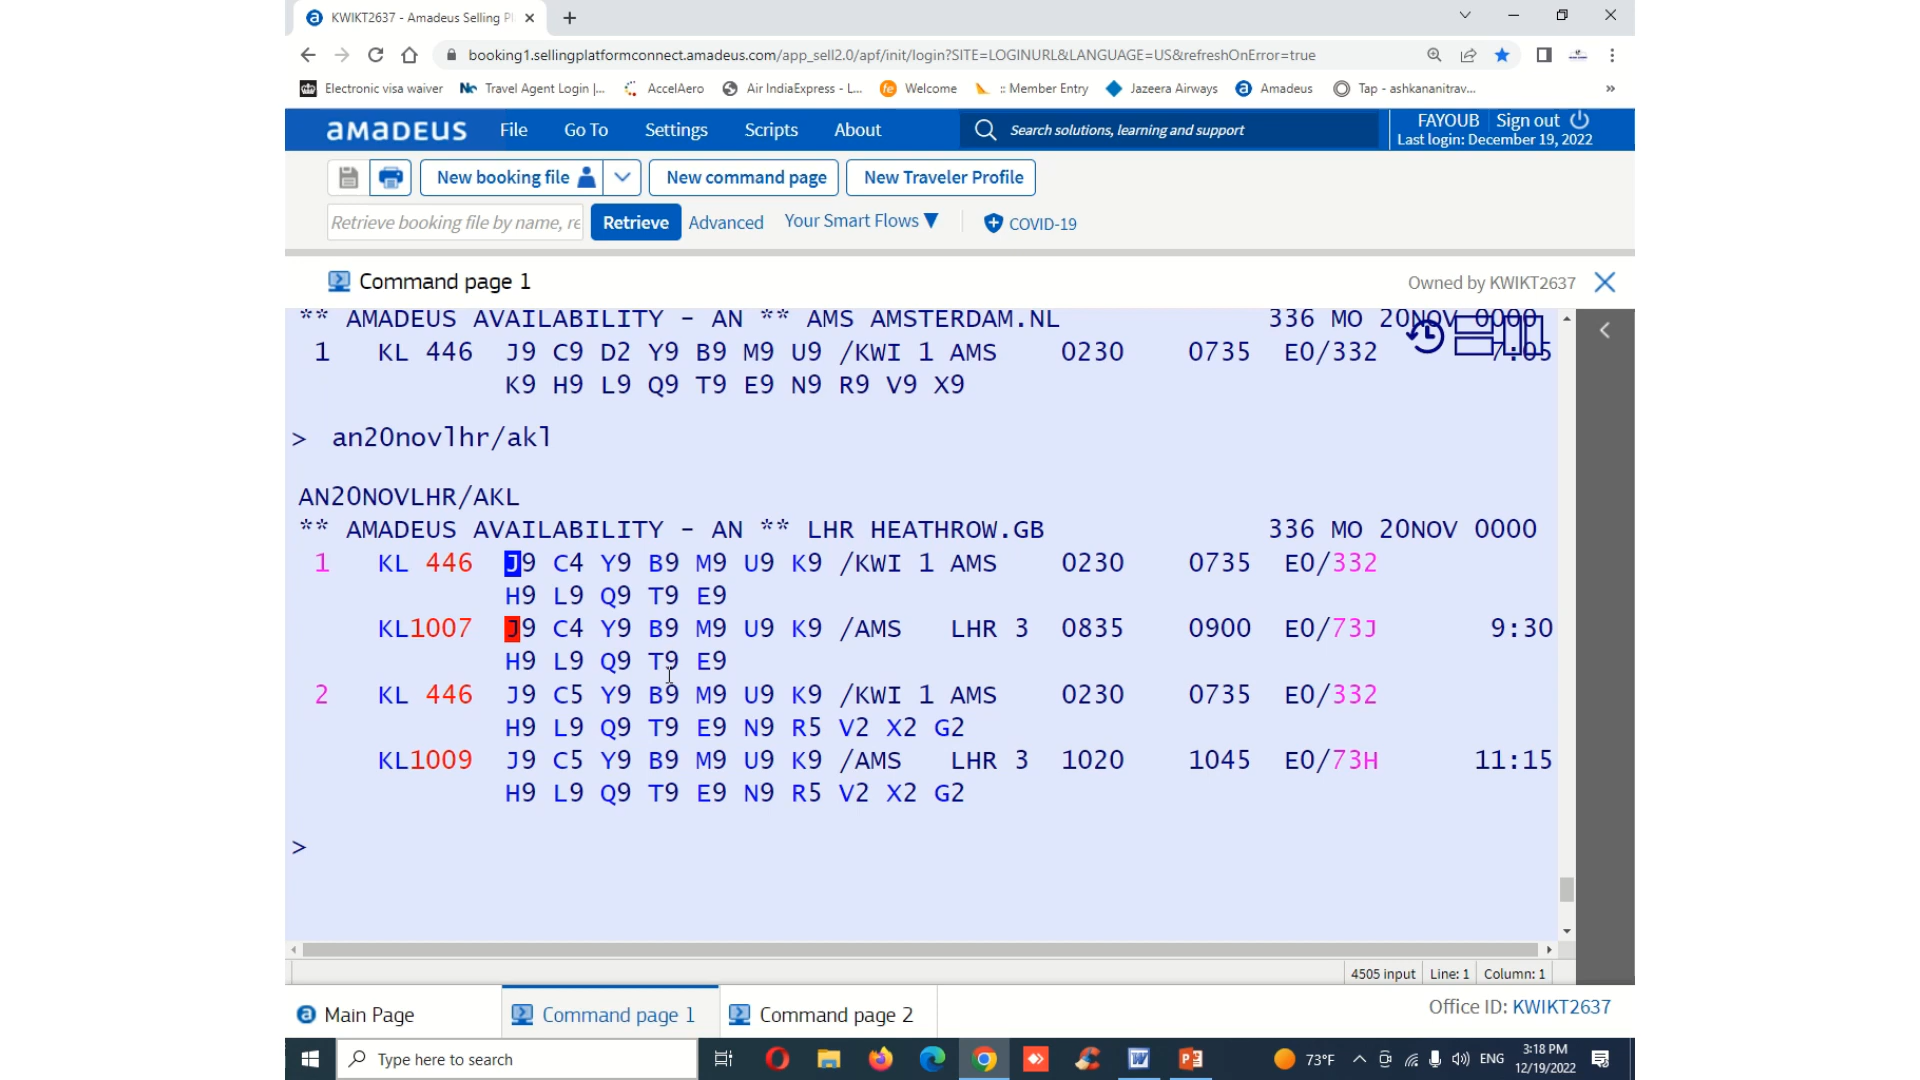 KWIKT2637 - Amadeus Selling Pl
booking1.sellingplatformconnect.amadeus.com/app_sell2.0/apf/init/login?SITE=LOGINURL&LANGUAGE=US&refreshOnError=true
Electronic visa waiver Travel Agent Login |... AccelAero Air IndiaExpress - L... Welcome :: Member Entry Jazeera Airways Amadeus Tap - ashkananitrav... »
amadeus File Go To Settings Scripts About Search solutions, learning and support FAYOUB Sign out
Last login: December 19, 2022
New booking file New command page New Traveler Profile
Retrieve booking file by name, re Retrieve Advanced Your Smart Flows COVID-19
Command page 1 Owned by KWIKT2637
** AMADEUS AVAILABILITY - AN ** AMS AMSTERDAM.NL 336 MO 20NOV 0000
1 KL 446 J9 C9 D2 Y9 B9 M9 U9 /KWI 1 AMS 0230 0735 E0/332 7:05
K9 H9 L9 Q9 T9 E9 N9 R9 V9 X9
> an20novlhr/akl
AN20NOVLHR/AKL
** AMADEUS AVAILABILITY - AN ** LHR HEATHROW.GB 336 MO 20NOV 0000
1 KL 446 J9 C4 Y9 B9 M9 U9 K9 /KWI 1 AMS 0230 0735 E0/332
H9 L9 Q9 T9 E9
KL1007 J9 C4 Y9 B9 M9 U9 K9 /AMS LHR 3 0835 0900 E0/73J 9:30
H9 L9 Q9 T9 E9
2 KL 446 J9 C5 Y9 B9 M9 U9 K9 /KWI 1 AMS 0230 0735 E0/332
H9 L9 Q9 T9 E9 N9 R5 V2 X2 G2
KL1009 J9 C5 Y9 B9 M9 U9 K9 /AMS LHR 3 1020 1045 E0/73H 11:15
H9 L9 Q9 T9 E9 N9 R5 V2 X2 G2
>
4505 input Line: 1 Column: 1
Main Page Command page 1 Command page 2 Office ID: KWIKT2637
Type here to search 73°F ENG 3:18 PM
12/19/2022